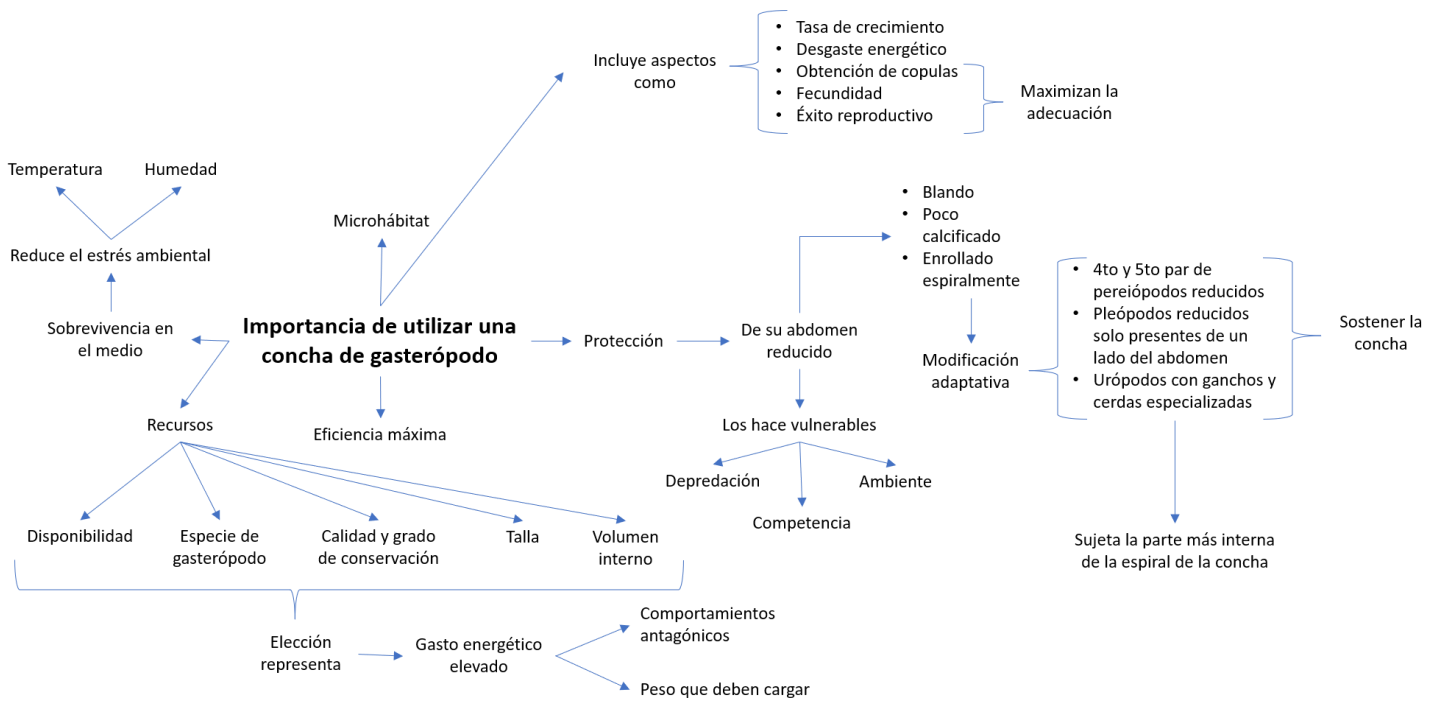 Incluye aspectos
como
• Tasa de crecimiento
• Desgaste energético
• Obtención de copulas
• Fecundidad
• Éxito reproductivo
Maximizan la
adecuación
Temperatura
Humedad
Reduce el estrés ambiental
Sobrevivencia en
el medio
Microhábitat
Importancia de utilizar una
concha de gasterópodo
Protección
De su abdomen
reducido
• Blando
• Poco
calcificado
• Enrollado
espiralmente
Modificación
adaptativa
• 4to y 5to par de
pereiópodos reducidos
• Pleópodos reducidos
solo presentes de un
lado del abdomen
• Urópodos con ganchos y
cerdas especializadas
Sostener la
concha
Sujeta la parte más interna
de la espiral de la concha
Los hace vulnerables
Depredación
Competencia
Ambiente
Eficiencia máxima
Recursos
Disponibilidad
Especie de
gasterópodo
Calidad y grado
de conservación
Talla
Volumen
interno
Elección
representa
Gasto energético
elevado
Comportamientos
antagónicos
Peso que deben cargar